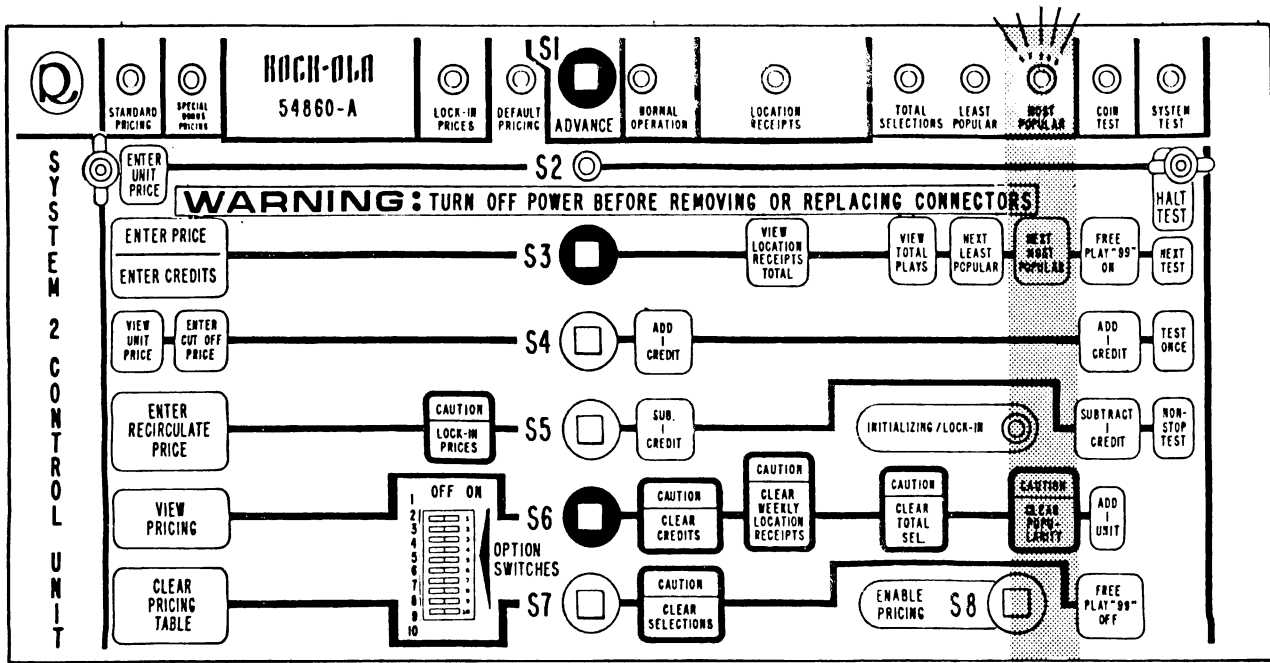 R
STANDARD
PRICING
SPECIAL
BONUS
PRICING
ROCK-OLA
54860-A
LOCK-IN
PRICES
DEFAULT
PRICING
S1
ADVANCE
NORMAL
OPERATION
LOCATION
RECEIPTS
TOTAL
SELECTIONS
LEAST
POPULAR
MOST
POPULAR
COIN
TEST
SYSTEM
TEST
SYSTEM 2 CONTROL UNIT
ENTER
UNIT
PRICE
S2
HALT
TEST
WARNING: TURN OFF POWER BEFORE REMOVING OR REPLACING CONNECTORS
ENTER PRICE
ENTER CREDITS
S3
VIEW
LOCATION
RECEIPTS
TOTAL
VIEW
TOTAL
PLAYS
NEXT
LEAST
POPULAR
NEXT
MOST
POPULAR
FREE
PLAY "99"
ON
NEXT
TEST
VIEW
UNIT
PRICE
ENTER
CUT OFF
PRICE
S4
ADD
1
CREDIT
ADD
1
CREDIT
TEST
ONCE
ENTER
RECIRCULATE
PRICE
CAUTION
LOCK-IN
PRICES
S5
SUB.
1
CREDIT
INITIALIZING/LOCK-IN
SUBTRACT
1
CREDIT
NON-
STOP
TEST
VIEW
PRICING
OFF ON
1
2
3
4
5
6
7
8
9
10
OPTION
SWITCHES
S6
CAUTION
CLEAR
CREDITS
CAUTION
CLEAR
WEEKLY
LOCATION
RECEIPTS
CAUTION
CLEAR
TOTAL
SEL.
CAUTION
CLEAR
POPU-
LARITY
ADD
1
UNIT
CLEAR
PRICING
TABLE
S7
CAUTION
CLEAR
SELECTIONS
ENABLE
PRICING
S8
FREE
PLAY "99"
OFF